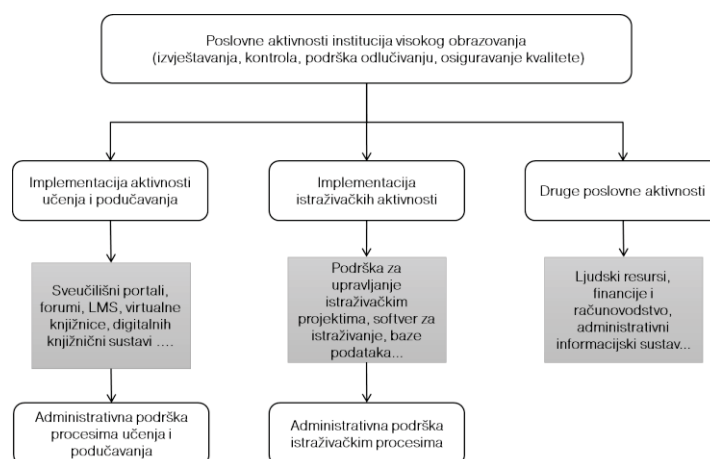 Poslovne aktivnosti institucija visokog obrazovanja
(izvještavanja, kontrola, podrška odlučivanju, osiguravanje kvalitete)
Implementacija aktivnosti
učenja i podučavanja
Implementacija
istraživačkih aktivnosti
Druge poslovne aktivnosti
Sveučilišni portali,
forumi, LMS, virtualne
knjižnice, digitalnih
knjižnični sustavi ....
Podrška za
upravljanje
istraživačkim
projektima, softver za
istraživanje, baze
podataka...
Ljudski resursi,
financije i
računovodstvo,
administrativni
informacijski sustav...
Administrativna podrška
procesima učenja i
podučavanja
Administrativna podrška
istraživačkim procesima